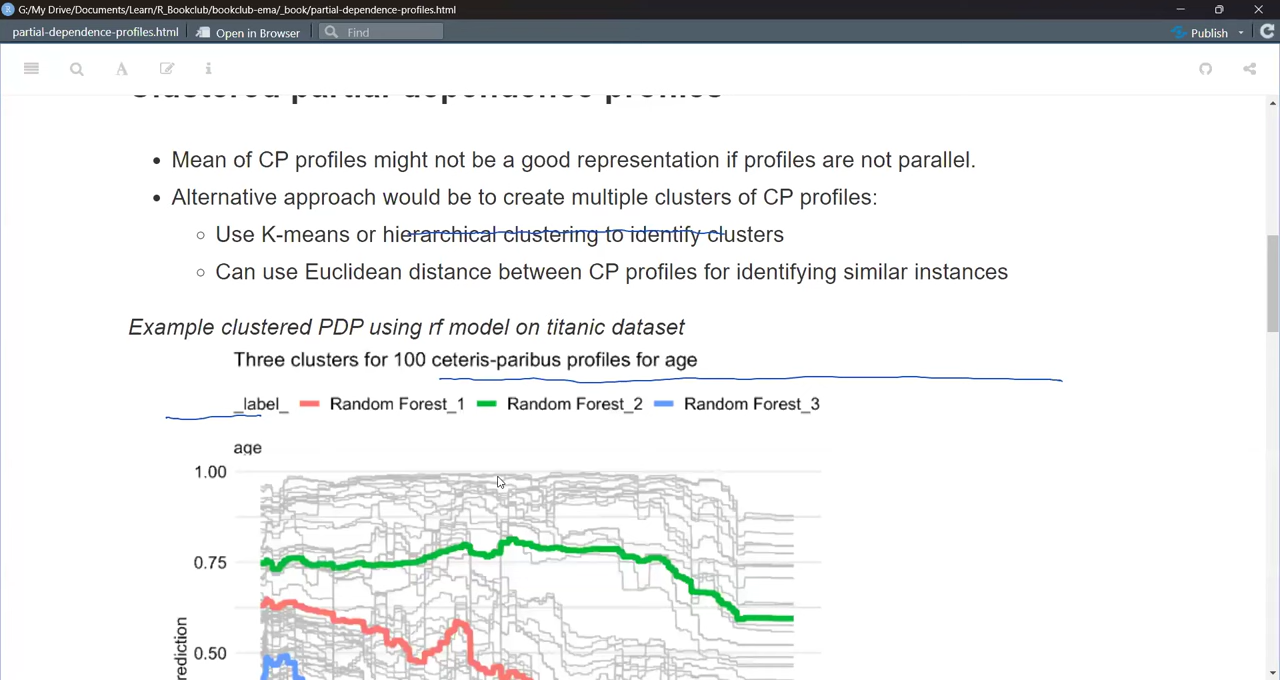 G:/My Drive/Documents/Learn/R_Bookclub/bookclub-ema/_book/partial-dependence-profiles.html
partial-dependence-profiles.html Open in Browser Find Publish
Clustered partial-dependence profiles
Mean of CP profiles might not be a good representation if profiles are not parallel.
Alternative approach would be to create multiple clusters of CP profiles:
Use K-means or hierarchical clustering to identify clusters
Can use Euclidean distance between CP profiles for identifying similar instances
Example clustered PDP using rf model on titanic dataset
Three clusters for 100 ceteris-paribus profiles for age
_label_ Random Forest_1 Random Forest_2 Random Forest_3
age
1.00
0.75
0.50
rediction